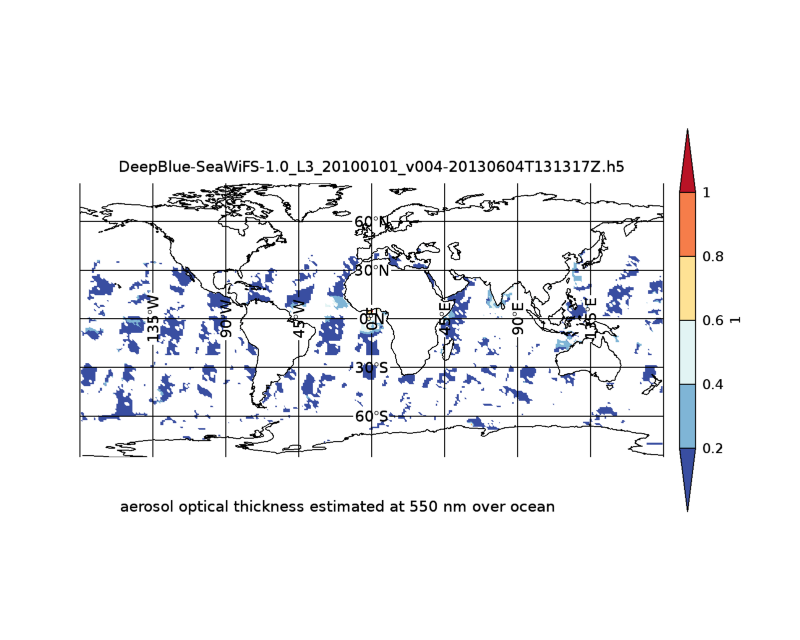 DeepBlue-SeaWiFS-1.0_L3_20100101_v004-20130604T131317Z.h5
60°N
30°N
0°N
30°S
60°S
135°W
90°W
45°W
0°E
45°E
90°E
135°E
1
0.8
0.6
0.4
0.2
1
aerosol optical thickness estimated at 550 nm over ocean